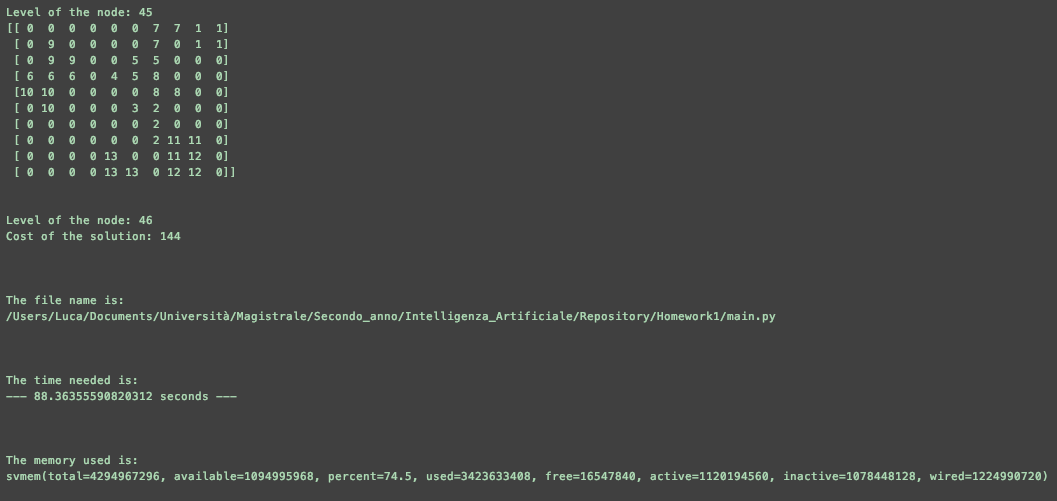 Level of the node: 45
[[ 0  0  0  0  0  0  7  7  1  1]
 [ 0  9  0  0  0  0  7  0  1  1]
 [ 0  9  9  0  0  5  5  0  0  0]
 [ 6  6  6  0  4  5  8  0  0  0]
 [10 10  0  0  0  0  8  8  0  0]
 [ 0 10  0  0  0  3  2  0  0  0]
 [ 0  0  0  0  0  0  2  0  0  0]
 [ 0  0  0  0  0  0  2 11 11  0]
 [ 0  0  0  0 13  0  0 11 12  0]
 [ 0  0  0  0 13 13  0 12 12  0]]
Level of the node: 46
Cost of the solution: 144
The file name is:
/Users/Luca/Documents/Università/Magistrale/Secondo_anno/Intelligenza_Artificiale/Repository/Homework1/main.py
The time needed is:
--- 88.36355590820312 seconds ---
The memory used is:
svmem(total=4294967296, available=1094995968, percent=74.5, used=3423633408, free=16547840, active=1120194560, inactive=1078448128, wired=1224990720)